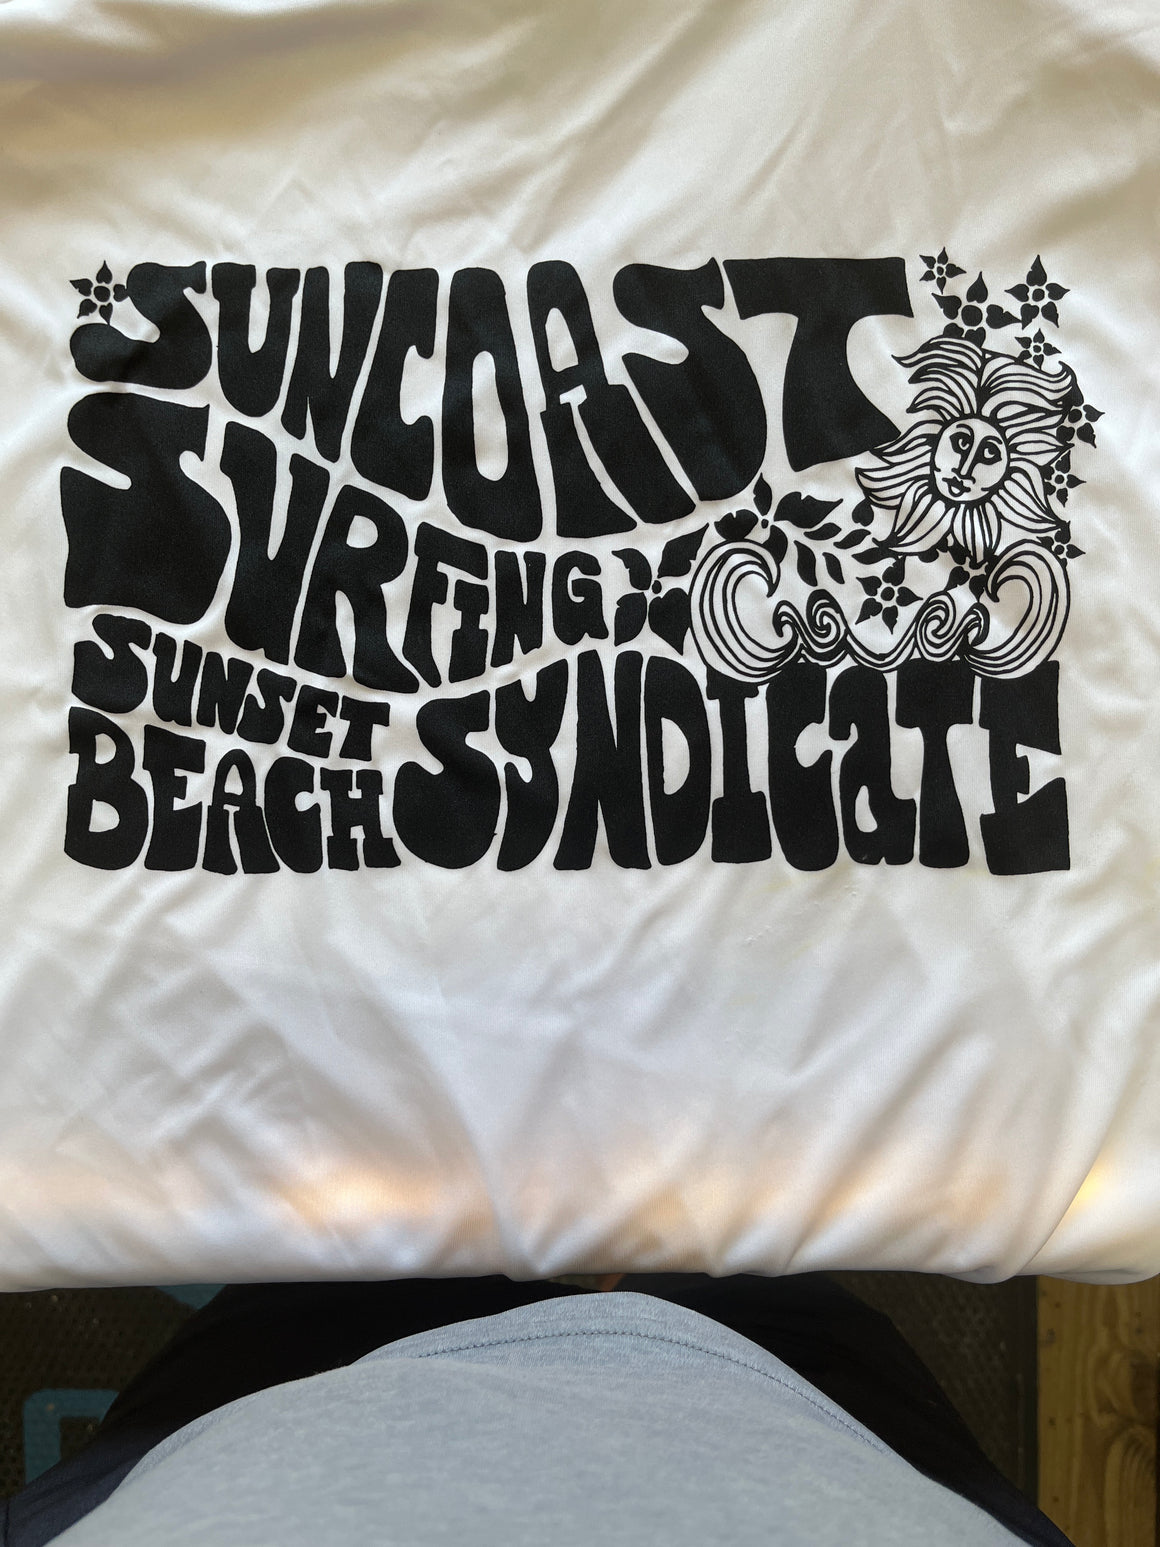 SUNCOAST
SURFING
SUNSET
BEACH
SYNDICaTE